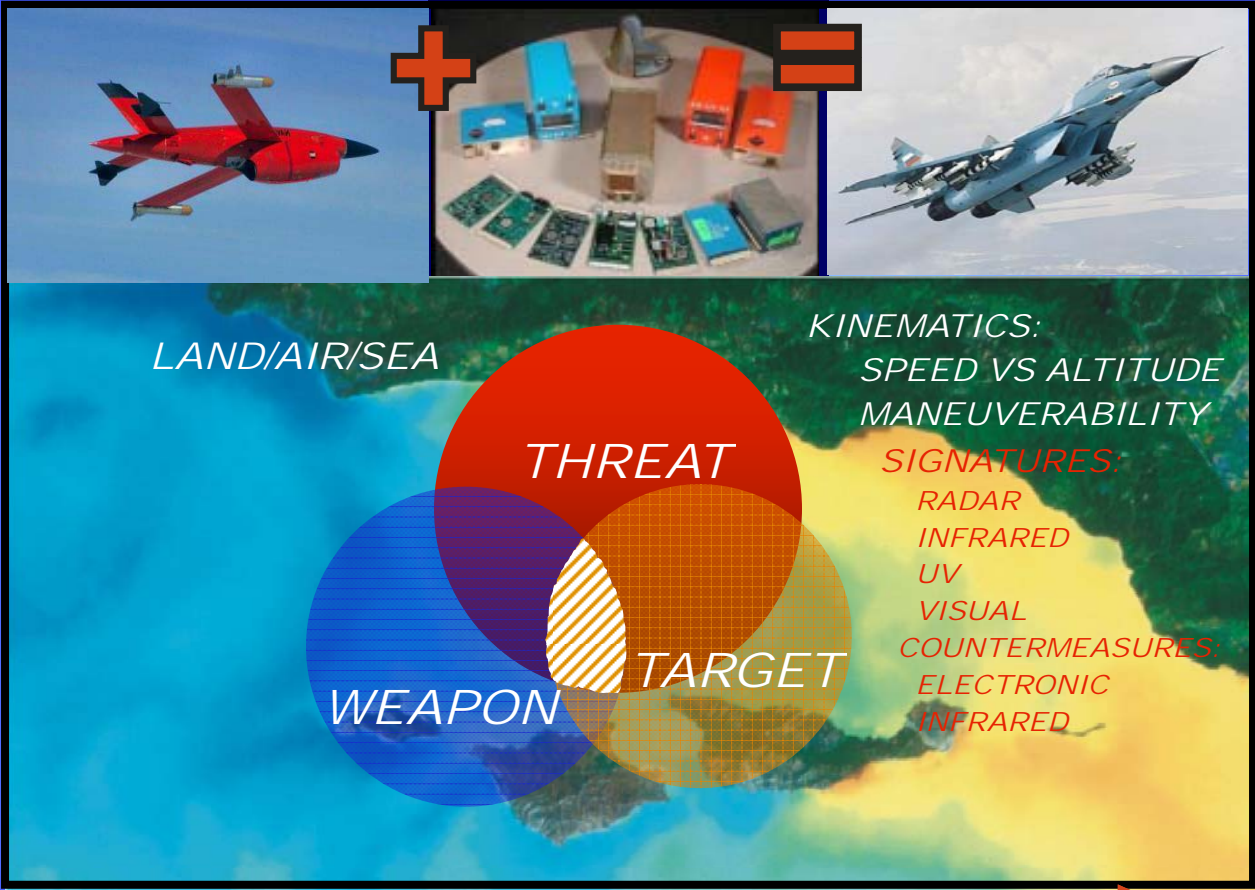 LAND/AIR/SEA
KINEMATICS:
SPEED VS ALTITUDE
MANEUVERABILITY
SIGNATURES:
RADAR
INFRARED
UV
VISUAL
COUNTERMEASURES:
ELECTRONIC
INFRARED
THREAT
WEAPON
TARGET